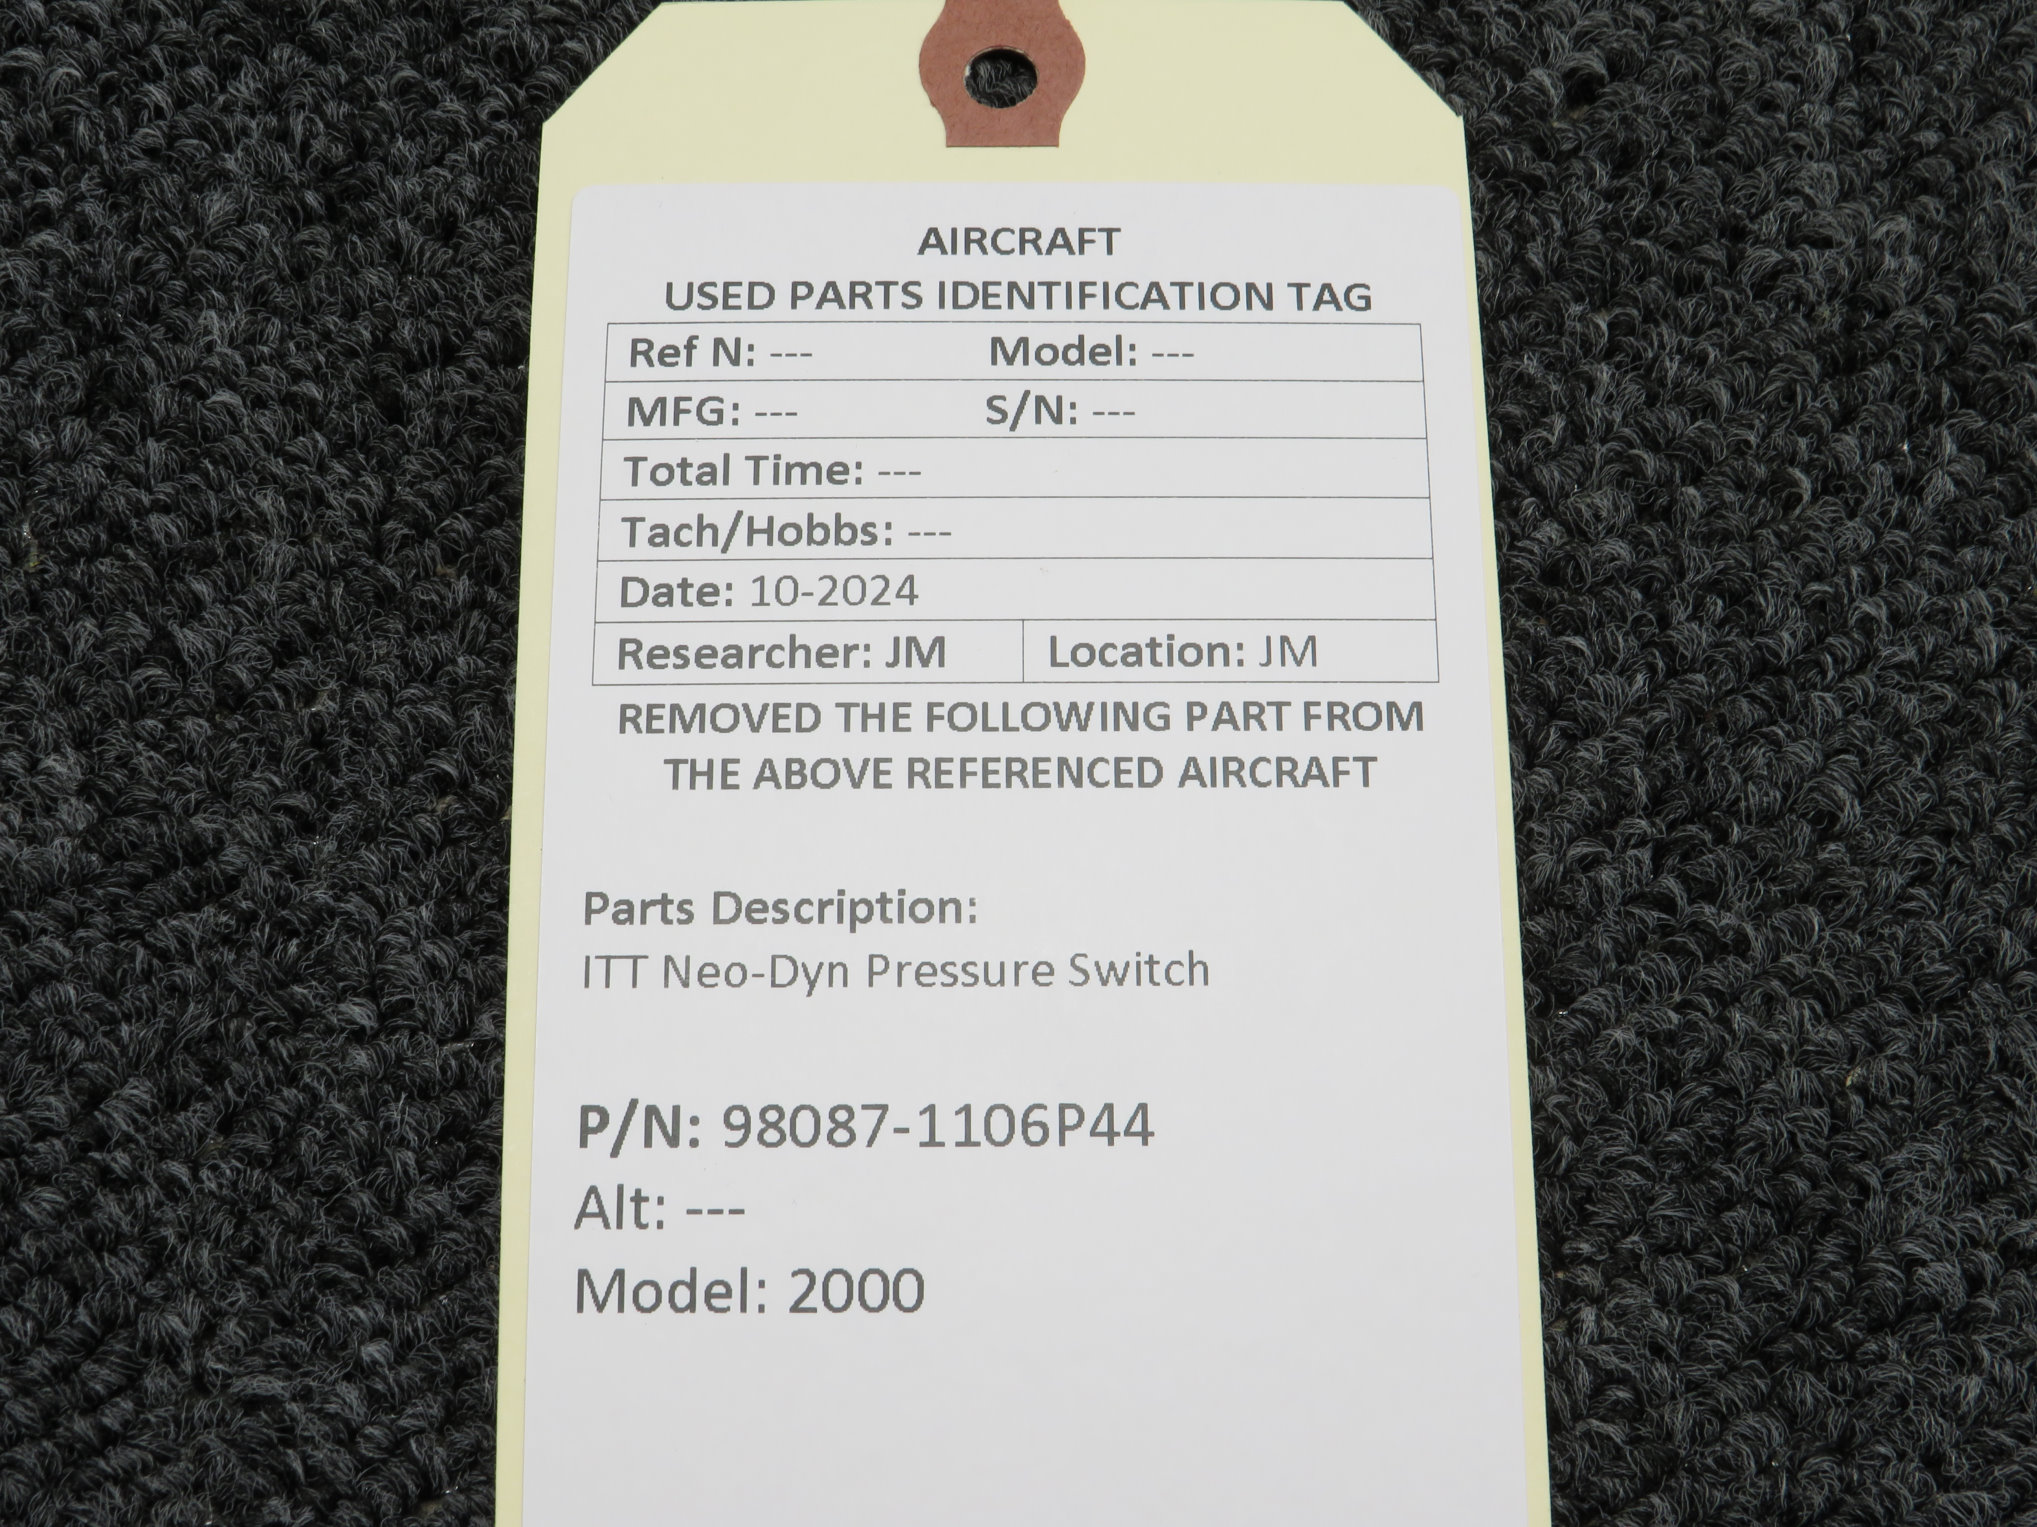 AIRCRAFT
USED PARTS IDENTIFICATION TAG
Ref N: --- Model: ---
MFG: --- S/N: ---
Total Time: ---
Tach/Hobbs: ---
Date: 10-2024
Researcher: JM Location: JM
REMOVED THE FOLLOWING PART FROM
THE ABOVE REFERENCED AIRCRAFT
Parts Description:
ITT Neo-Dyn Pressure Switch
P/N: 98087-1106P44
Alt: ---
Model: 2000